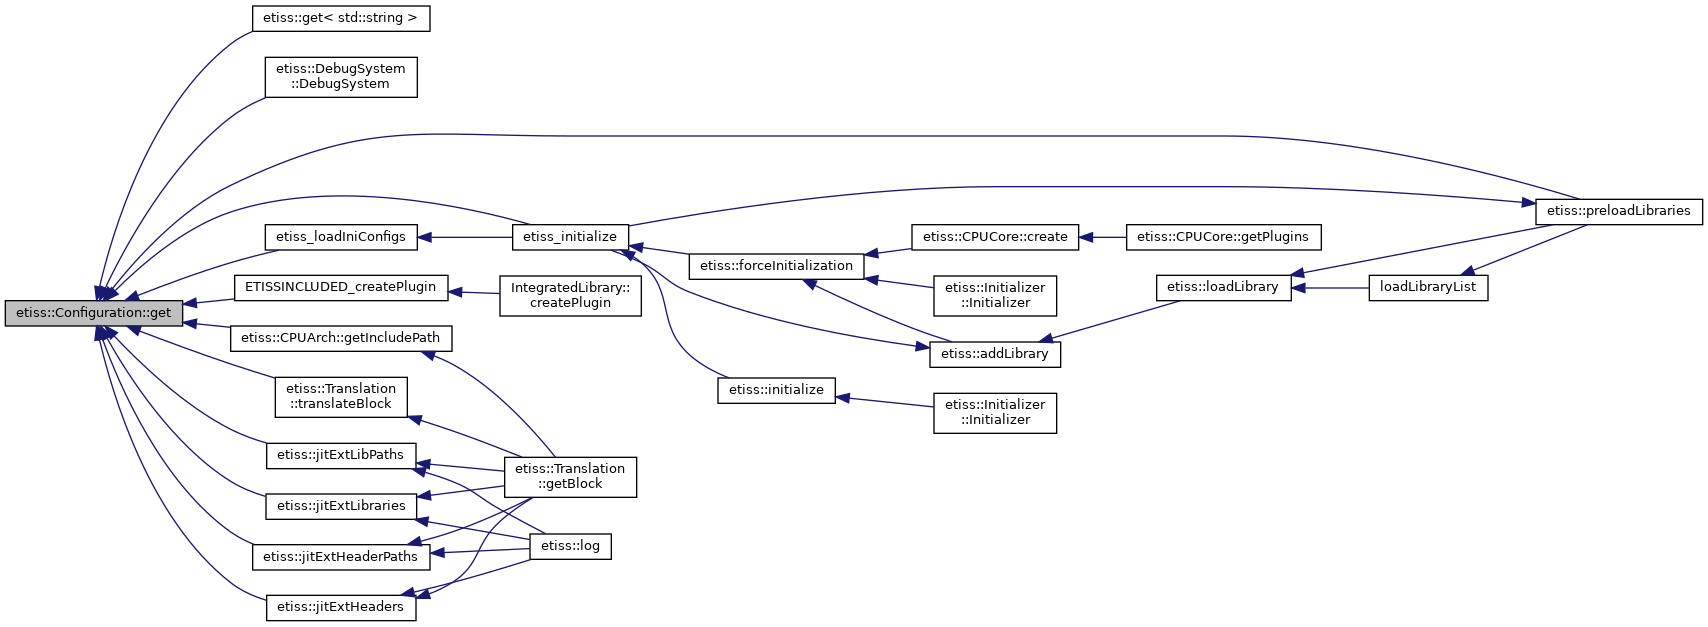 etiss::get< std::string >
etiss::DebugSystem
::DebugSystem
etiss::preloadLibraries
etiss_loadIniConfigs
etiss_initialize
etiss::CPUCore::create
etiss::CPUCore::getPlugins
etiss::forceInitialization
ETISSINCLUDED_createPlugin
IntegratedLibrary::
createPlugin
etiss::Initializer
::Initializer
etiss::loadLibrary
loadLibraryList
etiss::Configuration::get
etiss::CPUArch::getIncludePath
etiss::addLibrary
etiss::Translation
::translateBlock
etiss::initialize
etiss::Initializer
::Initializer
etiss::jitExtLibPaths
etiss::Translation
::getBlock
etiss::jitExtLibraries
etiss::log
etiss::jitExtHeaderPaths
etiss::jitExtHeaders